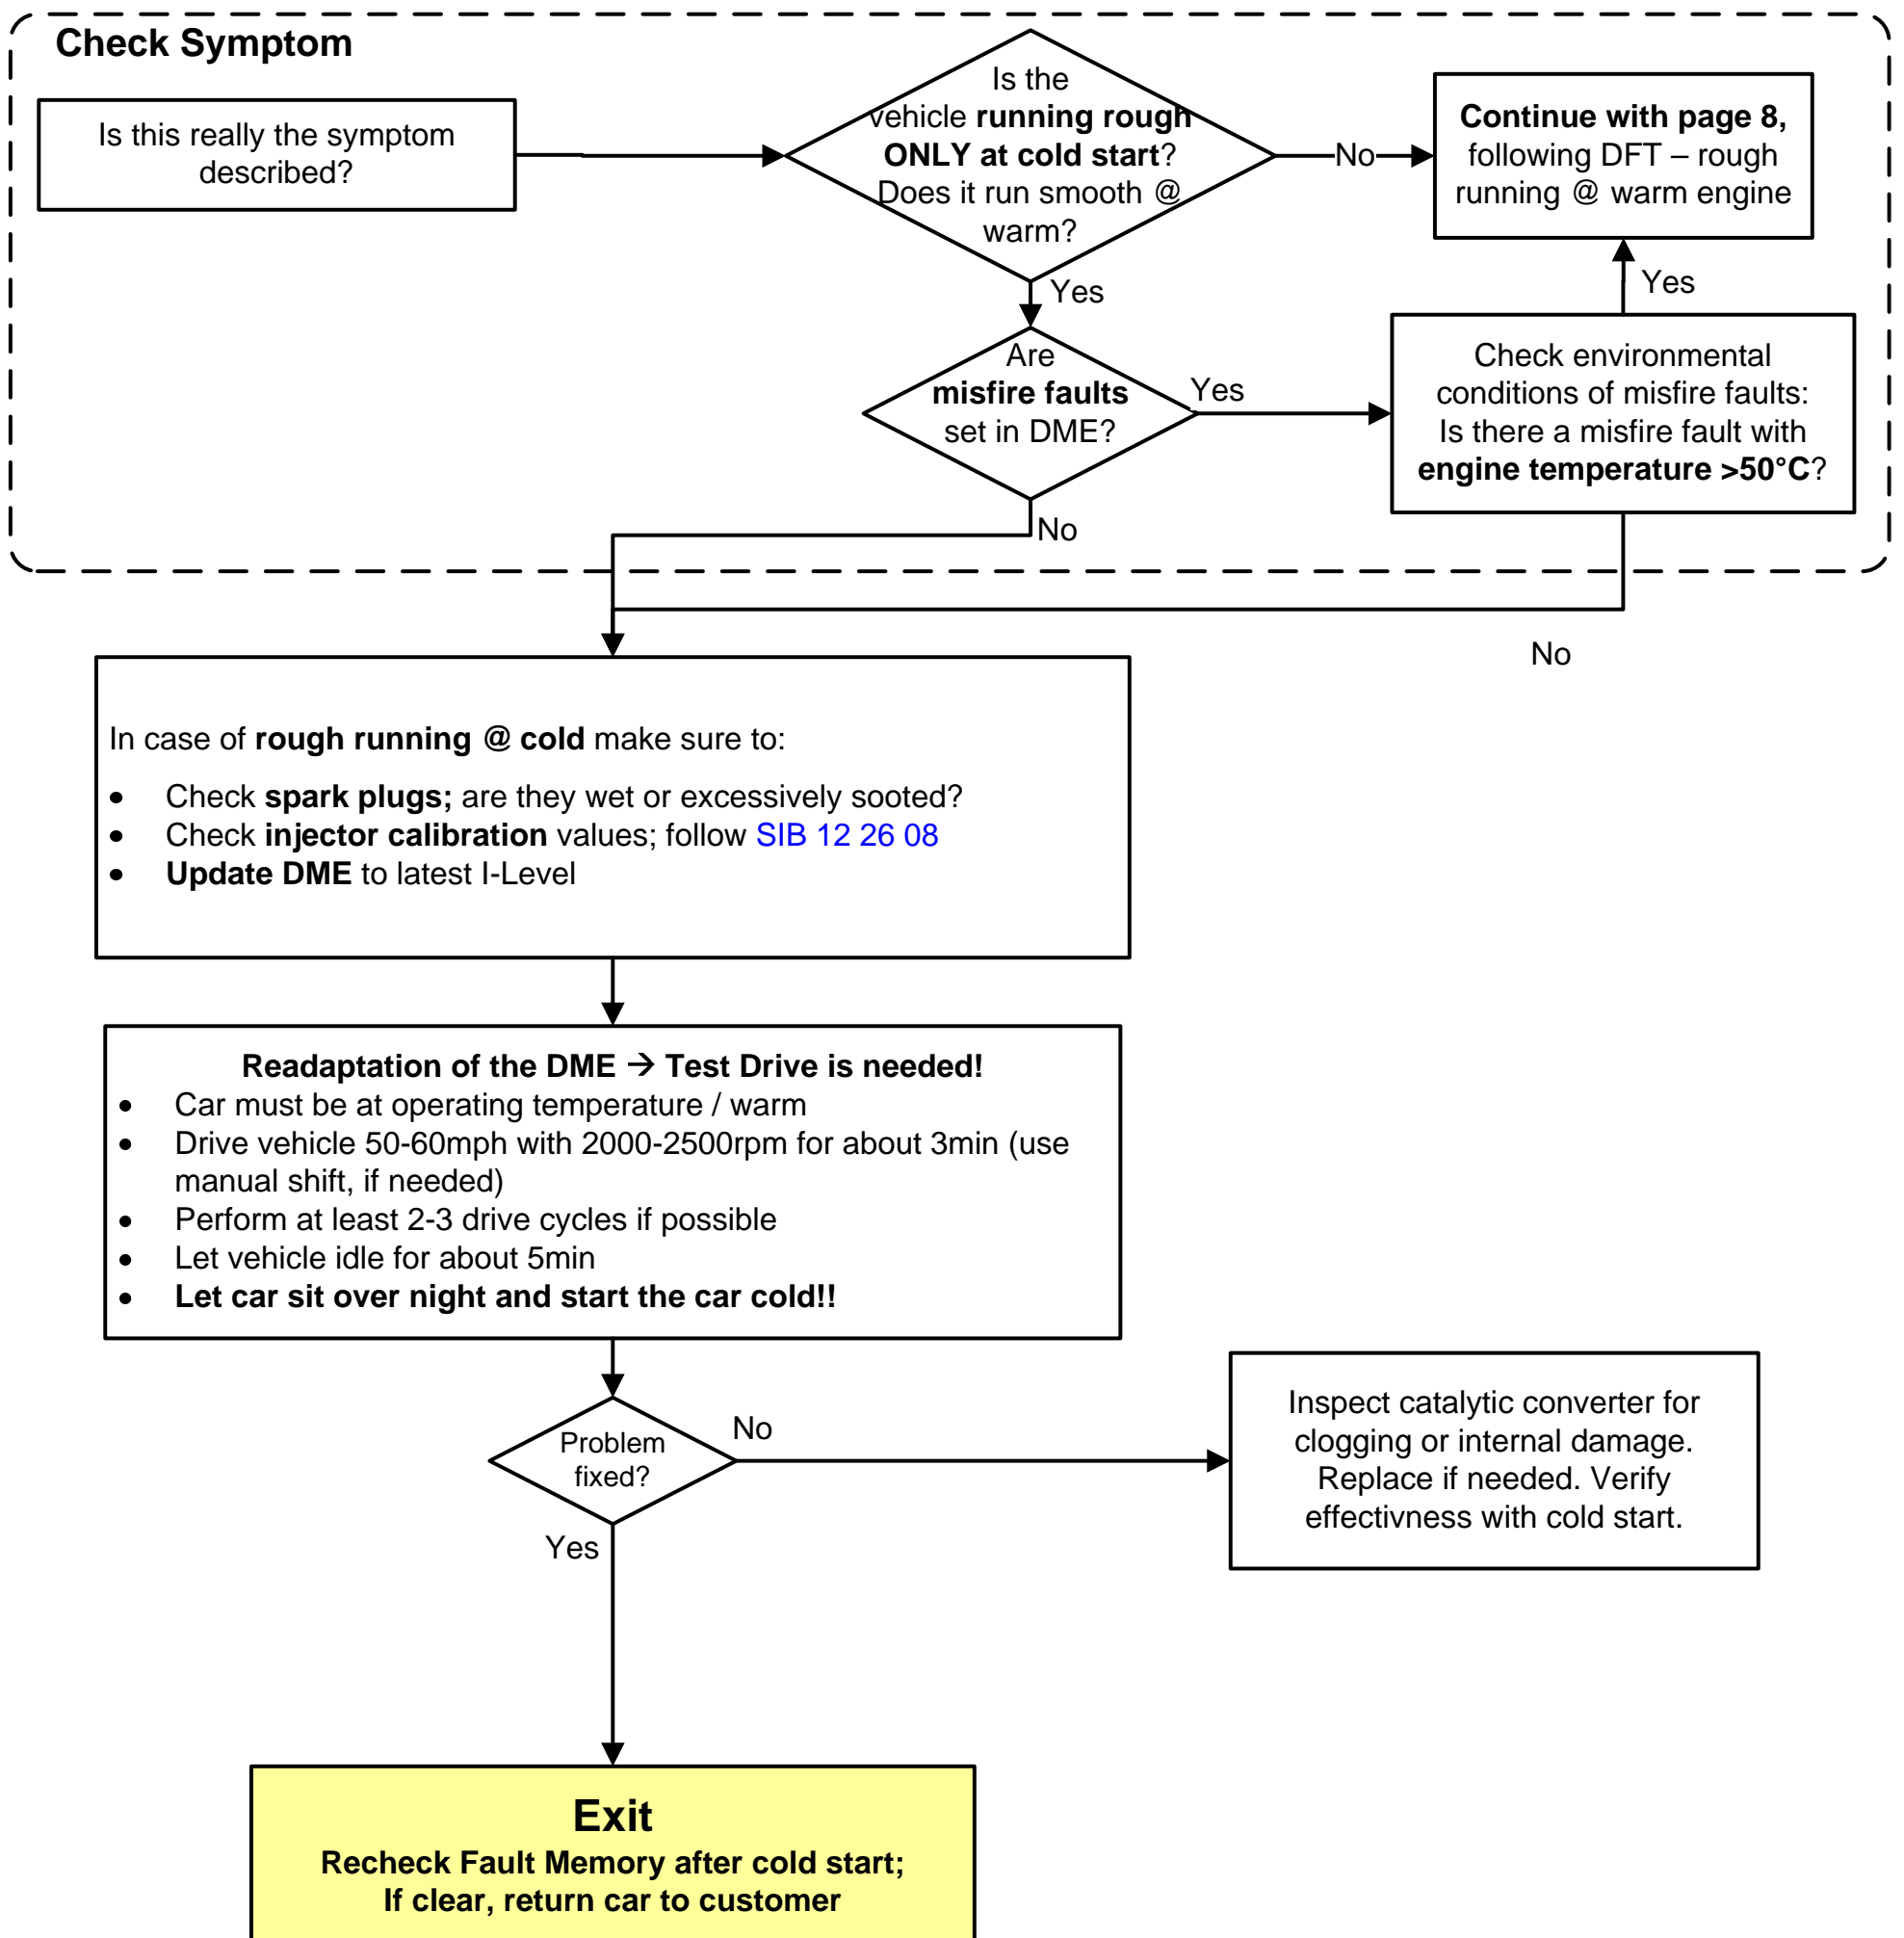 Check Symptom
Is this really the symptom
described?
Is the
vehicle running rough
ONLY at cold start?
Does it run smooth @
warm?
No
Continue with page 8,
following DFT – rough
running @ warm engine
Yes
Yes
Are
misfire faults
set in DME?
Yes
Check environmental
conditions of misfire faults:
Is there a misfire fault with
engine temperature >50°C?
No
No
In case of rough running @ cold make sure to:
• Check spark plugs; are they wet or excessively sooted?
• Check injector calibration values; follow SIB 12 26 08
• Update DME to latest I-Level
Readaptation of the DME → Test Drive is needed!
• Car must be at operating temperature / warm
• Drive vehicle 50-60mph with 2000-2500rpm for about 3min (use
manual shift, if needed)
• Perform at least 2-3 drive cycles if possible
• Let vehicle idle for about 5min
• Let car sit over night and start the car cold!!
Problem
fixed?
No
Inspect catalytic converter for
clogging or internal damage.
Replace if needed. Verify
effectivness with cold start.
Yes
Exit
Recheck Fault Memory after cold start;
If clear, return car to customer